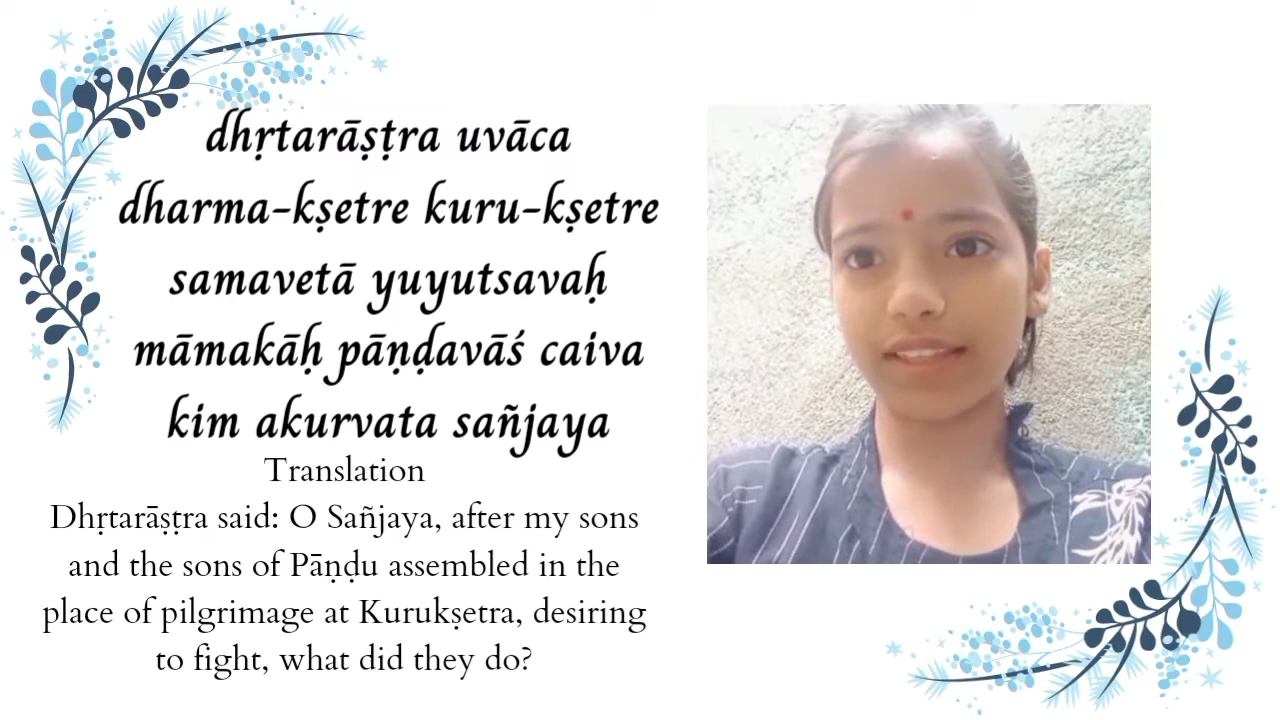 dhṛtarāṣṭra uvāca
dharma-kṣetre kuru-kṣetre
samavetā yuyutsavaḥ
māmakāḥ pāṇḍavāś caiva
kim akurvata sañjaya
Translation
Dhṛtarāṣṭra said: O Sañjaya, after my sons
and the sons of Pāṇḍu assembled in the
place of pilgrimage at Kurukṣetra, desiring
to fight, what did they do?